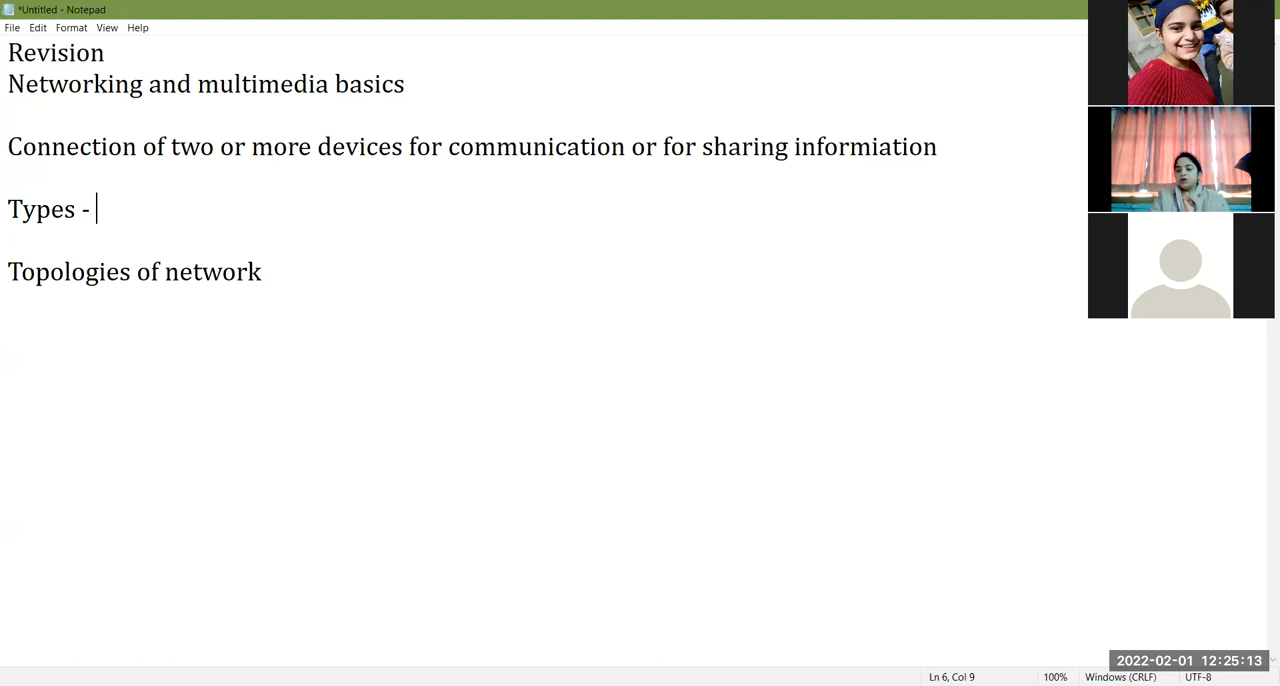 *Untitled - Notepad
File Edit Format View Help
Revision
Networking and multimedia basics
Connection of two or more devices for communication or for sharing informiation
Types -
Topologies of network
2022-02-01 12:25:13
Ln 6, Col 9 100% Windows (CRLF) UTF-8